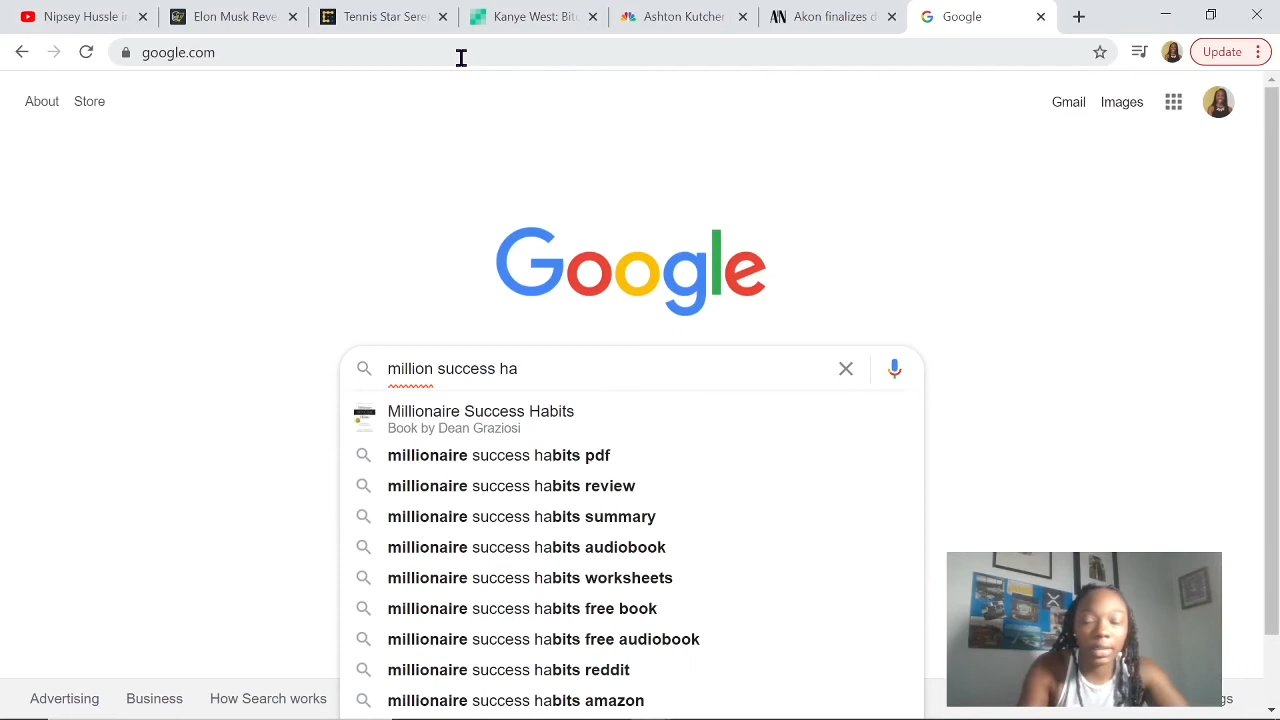 Nipsey Hussle in
Elon Musk Reve
Tennis Star Sere
Kanye West: Bitc
Ashton Kutcher
Akon finalizes d
Google
google.com
Update
About
Store
Gmail
Images
Google
million success ha
Millionaire Success Habits
Book by Dean Graziosi
millionaire success habits pdf
millionaire success habits review
millionaire success habits summary
millionaire success habits audiobook
millionaire success habits worksheets
millionaire success habits free book
millionaire success habits free audiobook
millionaire success habits reddit
millionaire success habits amazon
Advertising
Business
How Search works
gs